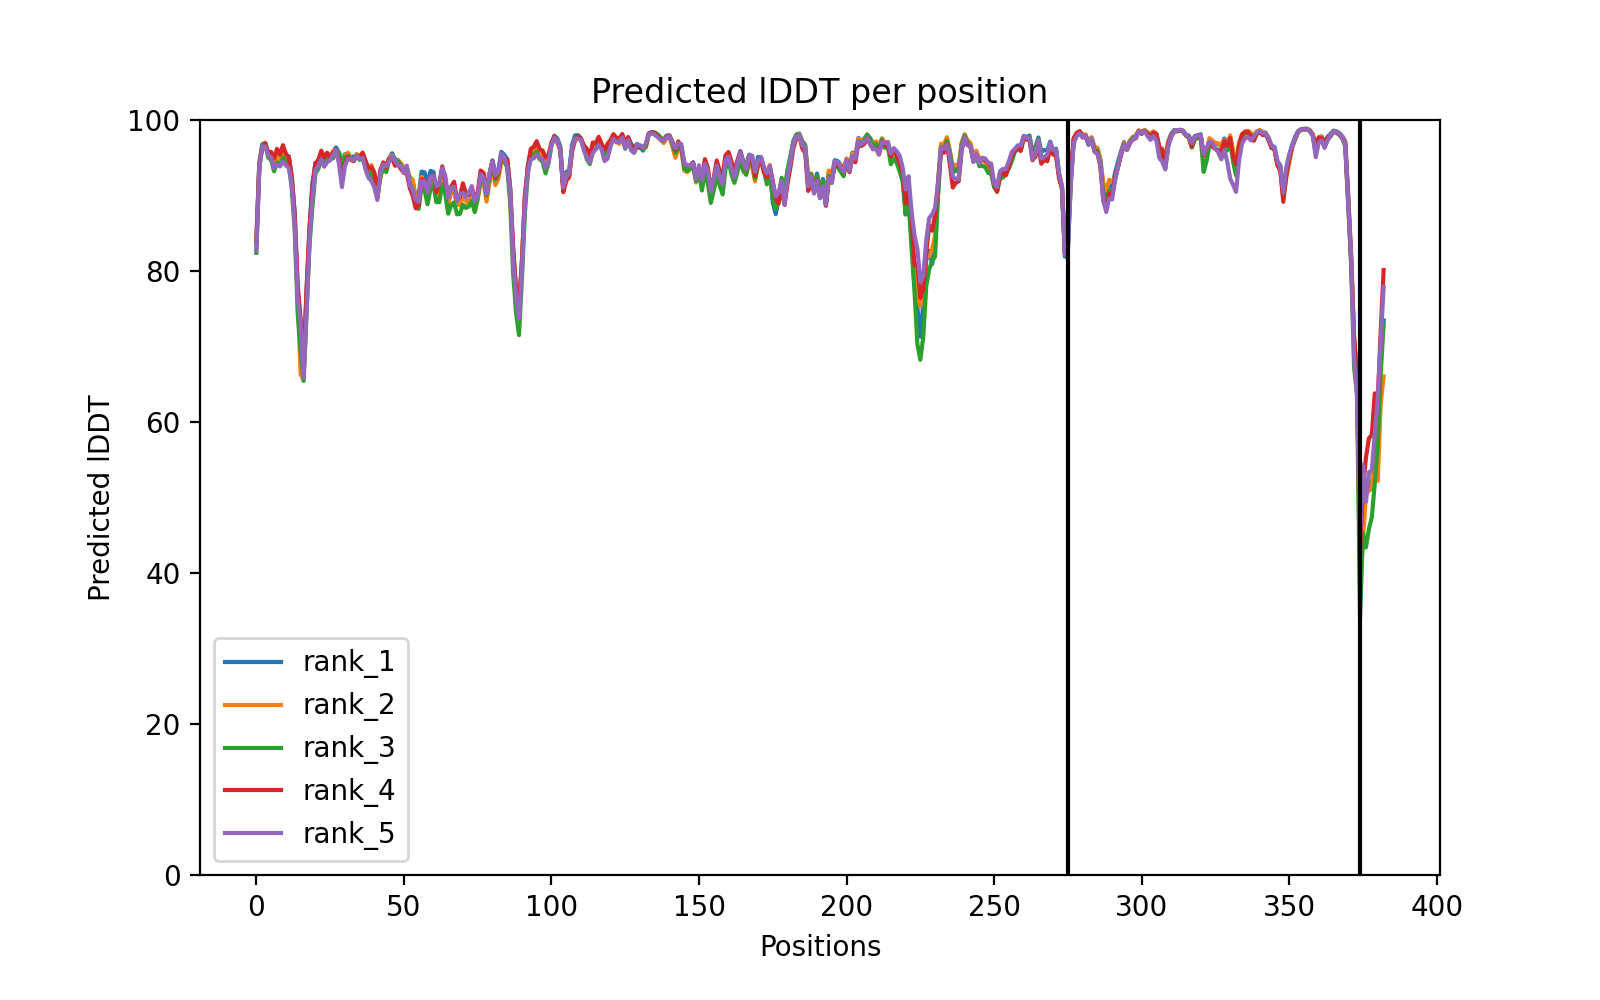 Predicted lDDT per position
100
80
60
40
20
0
Predicted lDDT
rank_1
rank_2
rank_3
rank_4
rank_5
0 50 100 150 200 250 300 350 400
Positions